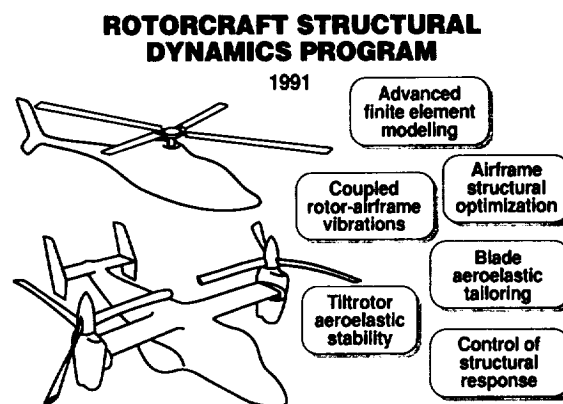 ROTORCRAFT STRUCTURAL
DYNAMICS PROGRAM
1991
Advanced
finite element
modeling
Airframe
structural
optimization
Coupled
rotor-airframe
vibrations
Blade
aeroelastic
tailoring
Tiltrotor
aeroelastic
stability
Control of
structural
response